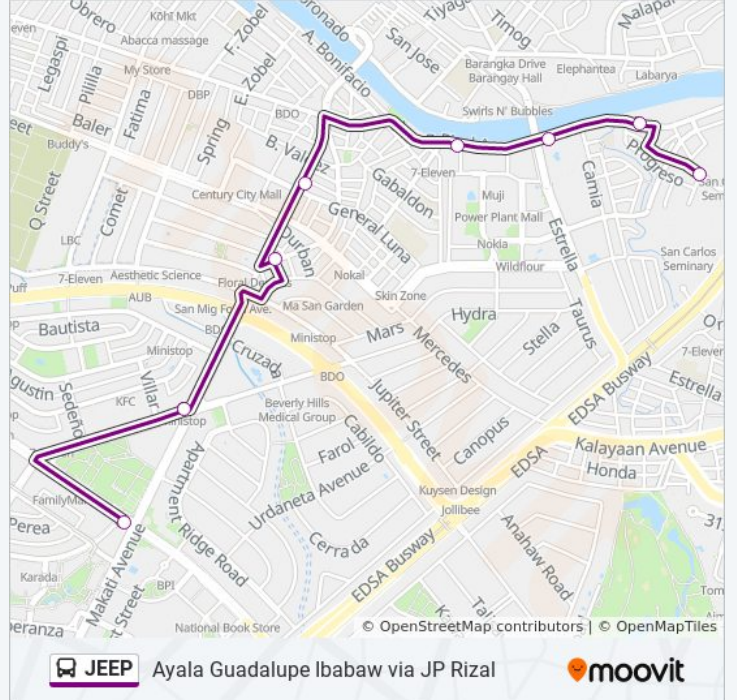 Obrero
Köhï Mkt
Abacca massage
F. Zobel
Coronado
A. Bonifacio
San Jose
Tiyaga
Timog
Malapa
Barangka Drive
Barangay Hall
Elephantea
Labarya
Legaspi
Pililla
My Store
Fatima
DBP
E. Zobel
BDO
Swirls N' Bubbles
Baler
Buddy's
Spring
B. Valdez
7-Eleven
Progreso
Q Street
Comet
Century City Mall
Gabaldon
Muji
Camia
Power Plant Mall
General Luna
LBC
Durban
Nokia
Estrella
San Carlos
Seminary
7-Eleven
Aesthetic Science
Nokal
Wildflour
AUB
San Mig
Ave.
Ma San Garden
Skin Zone
Bautista
Ministop
Hydra
Taurus
Ministop
Mars
Mercedes
Stella
7-Eleven
Cruzada
BDO
EDSA Busway
Estrella
Sedeño
Villar
KFC
Beverly Hills
Medical Group
Jupiter Street
Canopus
Apartment Ridge Road
Cabildo
Farol
Kalayaan Avenue
EDSA
Honda
Urdaneta Avenue
Kuysen Design
Jollibee
Perea
Cerrada
EDSA Busway
Anahaw Road
31
Makati Avenue
Karada
BPI
National Book Store
© OpenStreetMap contributors | © OpenMapTiles
JEEP
Ayala Guadalupe Ibabaw via JP Rizal
moovit